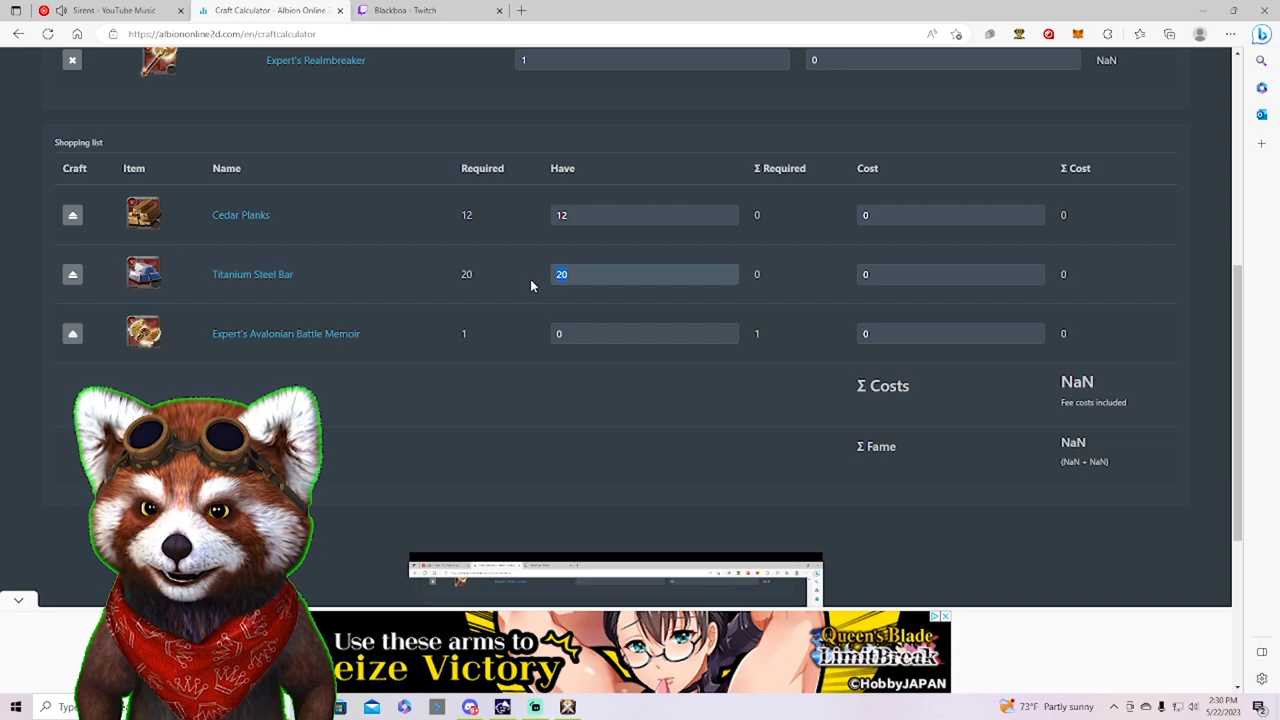 Sirens - YouTube Music
Craft Calculator - Albion Online
Blackboa - Twitch
https://albiononline2d.com/en/craftcalculator
Expert's Realmbreaker 1 0 NaN
Shopping list
Craft Item Name Required Have Σ Required Cost Σ Cost
Cedar Planks 12 12 0 0 0
Titanium Steel Bar 20 20 0 0 0
Expert's Avalonian Battle Memoir 1 0 1 0 0
Σ Costs NaN
Fee costs included
Σ Fame NaN
(NaN + NaN)
Use these arms to
eize Victory
Queen's Blade
LimitBreak
©HobbyJAPAN
73°F Partly sunny
2:30 PM
5/22/2023